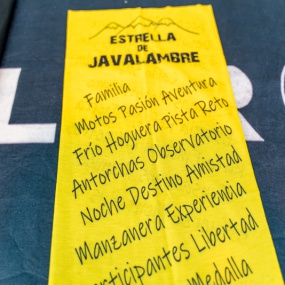 ESTRELLA
DE
JAVALAMBRE
Familia
Motos Pasión Aventura
Frío Hoguera Pista Reto
Antorchas Observatorio
Noche Destino Amistad
Manzanera Experiencia
articipantes Libertad
Medalla